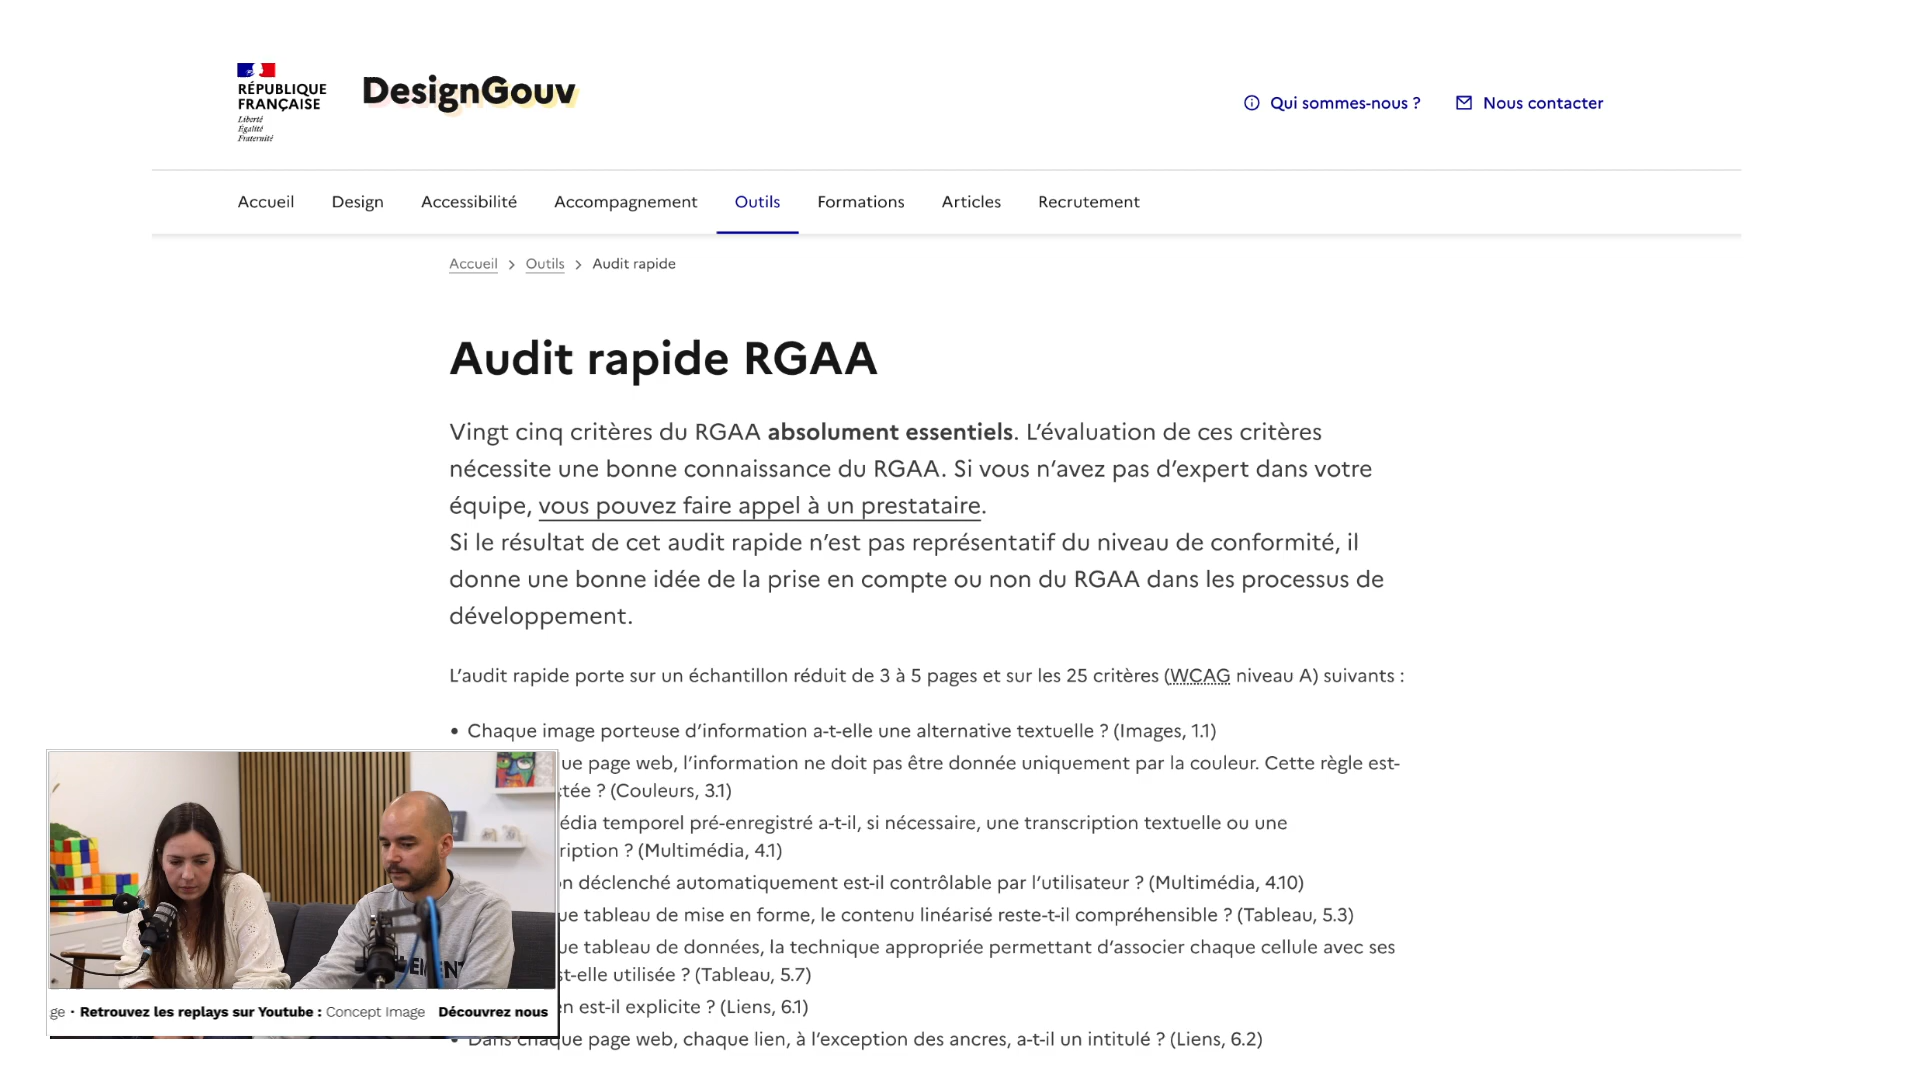 RÉPUBLIQUE
FRANÇAISE
Liberté
Égalité
Fraternité
DesignGouv
Qui sommes-nous ?
Nous contacter
Accueil Design Accessibilité Accompagnement Outils Formations Articles Recrutement
Accueil > Outils > Audit rapide
Audit rapide RGAA
Vingt cinq critères du RGAA absolument essentiels. L’évaluation de ces critères
nécessite une bonne connaissance du RGAA. Si vous n’avez pas d’expert dans votre
équipe, vous pouvez faire appel à un prestataire.
Si le résultat de cet audit rapide n’est pas représentatif du niveau de conformité, il
donne une bonne idée de la prise en compte ou non du RGAA dans les processus de
développement.
L’audit rapide porte sur un échantillon réduit de 3 à 5 pages et sur les 25 critères (WCAG niveau A) suivants :
• Chaque image porteuse d’information a-t-elle une alternative textuelle ? (Images, 1.1)
ue page web, l’information ne doit pas être donnée uniquement par la couleur. Cette règle est-
ctée ? (Couleurs, 3.1)
édia temporel pré-enregistré a-t-il, si nécessaire, une transcription textuelle ou une
ription ? (Multimédia, 4.1)
n déclenché automatiquement est-il contrôlable par l’utilisateur ? (Multimédia, 4.10)
ue tableau de mise en forme, le contenu linéarisé reste-t-il compréhensible ? (Tableau, 5.3)
ue tableau de données, la technique appropriée permettant d’associer chaque cellule avec ses
st-elle utilisée ? (Tableau, 5.7)
en est-il explicite ? (Liens, 6.1)
• Dans chaque page web, chaque lien, à l’exception des ancres, a-t-il un intitulé ? (Liens, 6.2)
ge • Retrouvez les replays sur Youtube : Concept Image Découvrez nous